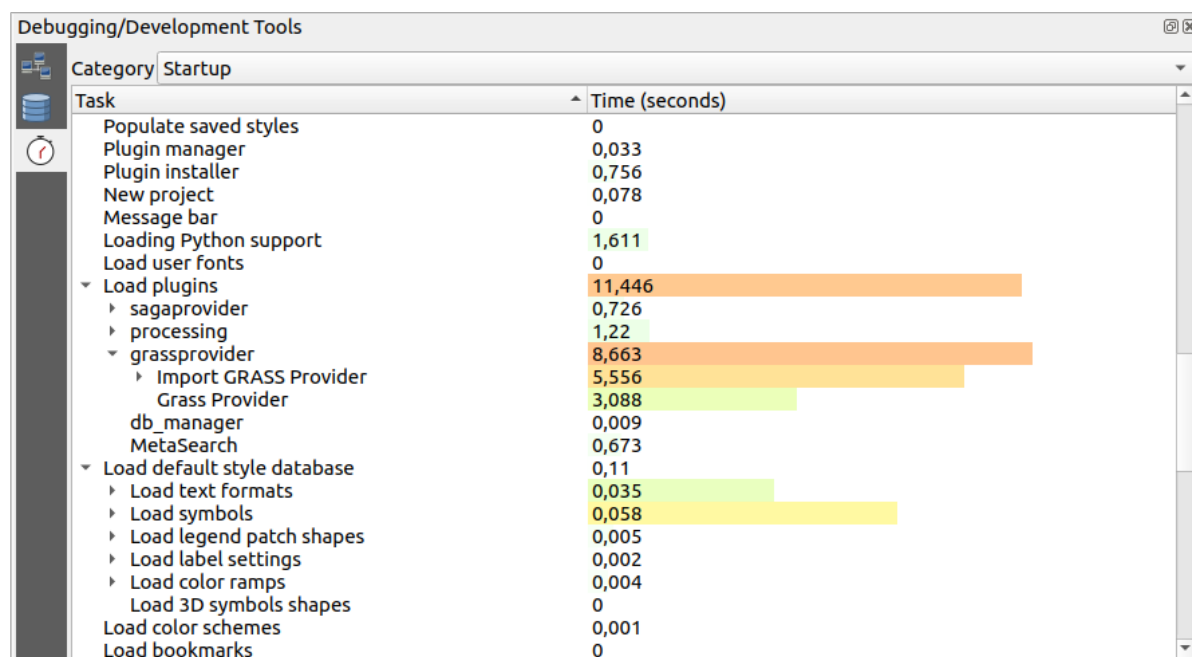 Debugging/Development Tools
Category Startup
Task Time (seconds)
Populate saved styles 0
Plugin manager 0,033
Plugin installer 0,756
New project 0,078
Message bar 0
Loading Python support 1,611
Load user fonts 0
Load plugins 11,446
sagaprovider 0,726
processing 1,22
grassprovider 8,663
Import GRASS Provider 5,556
Grass Provider 3,088
db_manager 0,009
MetaSearch 0,673
Load default style database 0,11
Load text formats 0,035
Load symbols 0,058
Load legend patch shapes 0,005
Load label settings 0,002
Load color ramps 0,004
Load 3D symbols shapes 0
Load color schemes 0,001
Load bookmarks 0